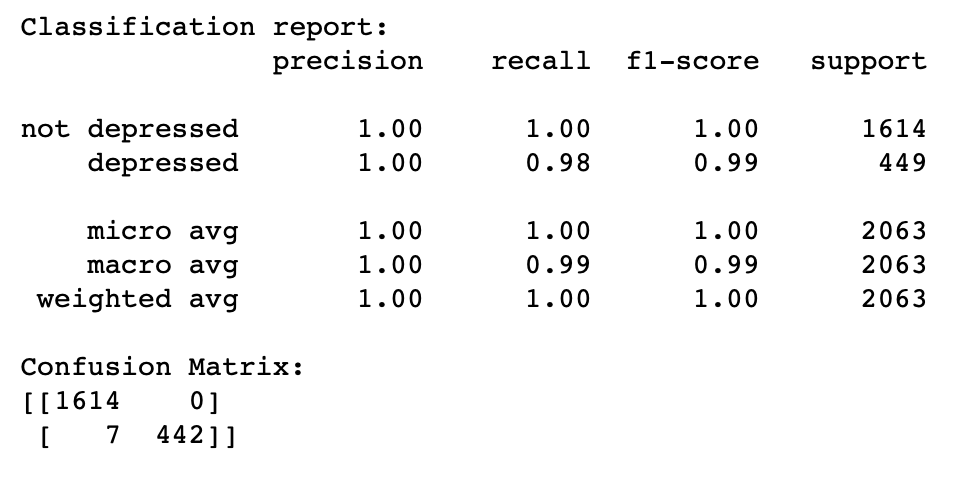 Classification report:
precision recall f1-score support
not depressed 1.00 1.00 1.00 1614
depressed 1.00 0.98 0.99 449
micro avg 1.00 1.00 1.00 2063
macro avg 1.00 0.99 0.99 2063
weighted avg 1.00 1.00 1.00 2063
Confusion Matrix:
[[1614 0]
[ 7 442]]